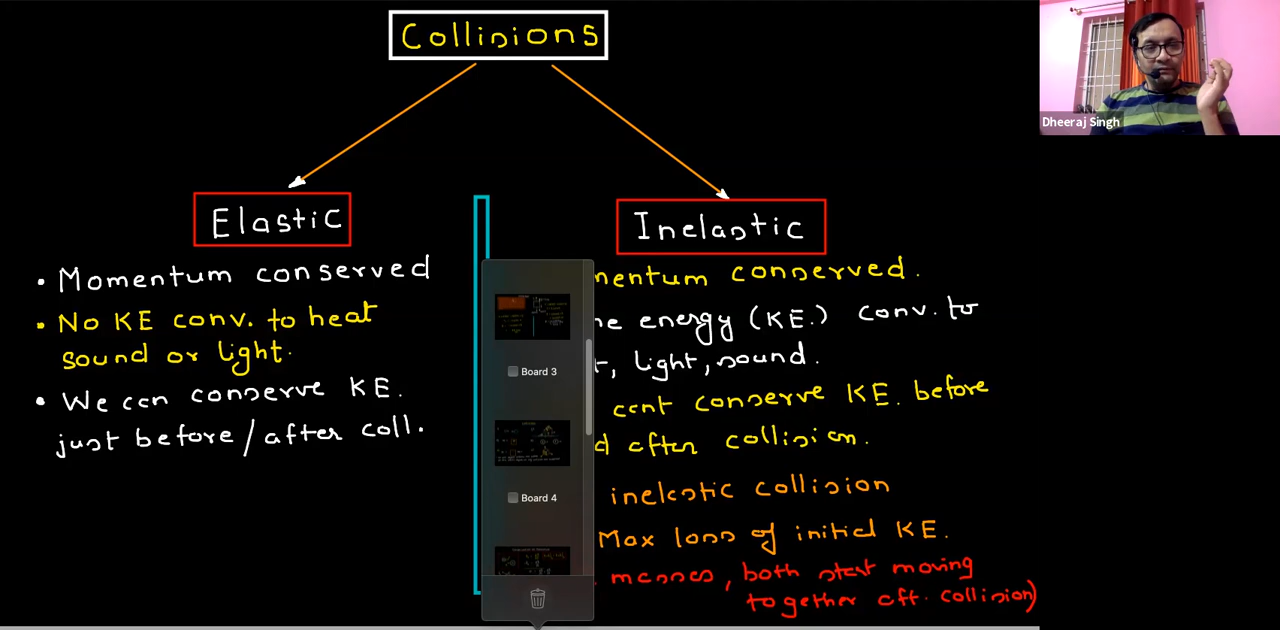 Collisions
Dheeraj Singh
Elastic
• Momentum conserved
• No KE conv. to heat
sound or light.
• We can conserve KE.
just before/after coll.
Inelastic
mentum conserved.
energy (KE.) conv. to
t, light, sound.
cant conserve KE. before
d after collision.
inelastic collision
Max loss of initial KE.
masses, both start moving
together aft. collision)
Board 3
Board 4